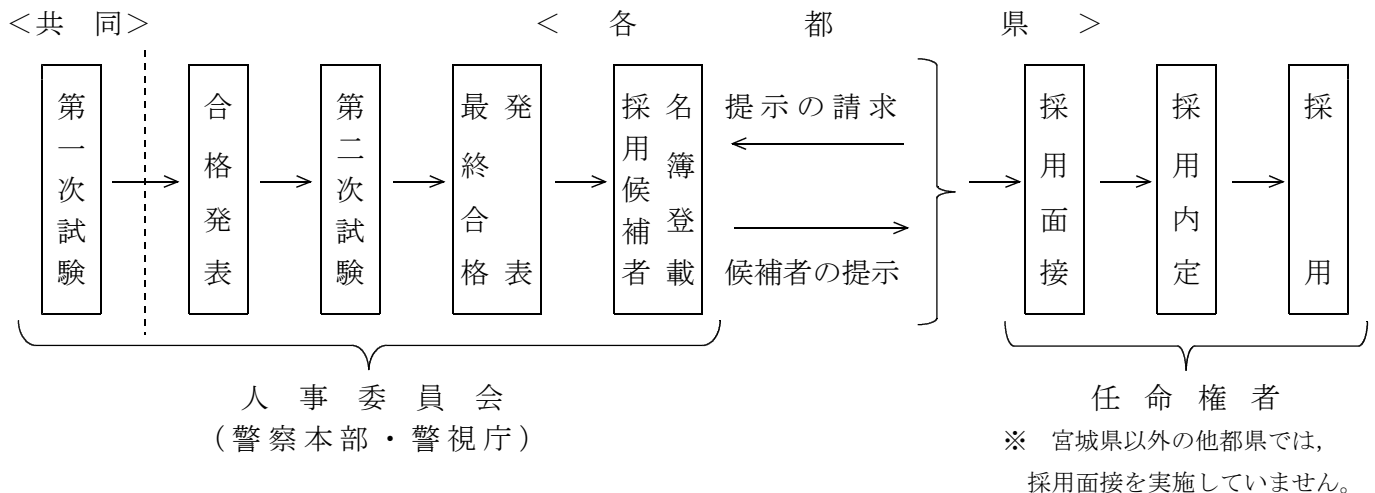 ＜共　同＞
＜　各　都　県　＞
第一次試験
合格発表
第二次試験
最終合格
発表
採用候補者
名簿登載
提示の請求
候補者の提示
採用面接
採用内定
採用
人事委員会
（警察本部・警視庁）
任命権者
※　宮城県以外の他都県では，
採用面接を実施していません。